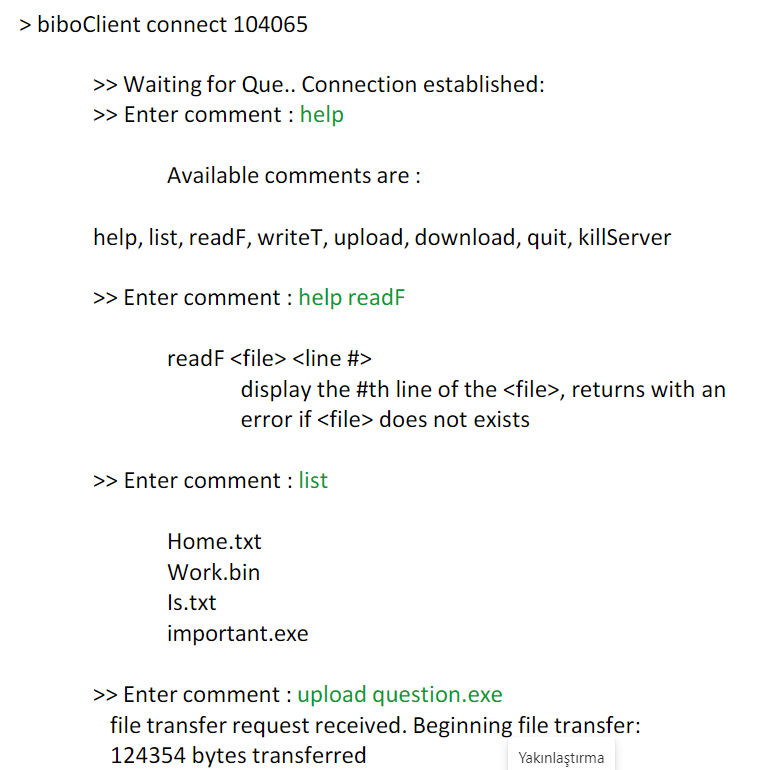 > biboClient connect 104065
>> Waiting for Que.. Connection established:
>> Enter comment : help
Available comments are :
help, list, readF, writeT, upload, download, quit, killServer
>> Enter comment : help readF
readF <file> <line #>
display the #th line of the <file>, returns with an
error if <file> does not exists
>> Enter comment : list
Home.txt
Work.bin
Is.txt
important.exe
>> Enter comment : upload question.exe
file transfer request received. Beginning file transfer:
124354 bytes transferred
Yakınlaştırma